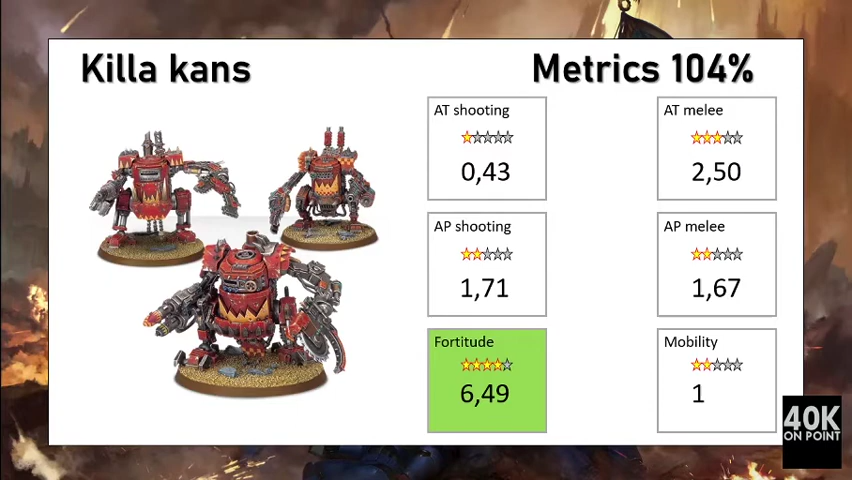 Killa kans
Metrics 104%
AT shooting
0,43
AT melee
2,50
AP shooting
1,71
AP melee
1,67
Fortitude
6,49
Mobility
1
40K
ON POINT